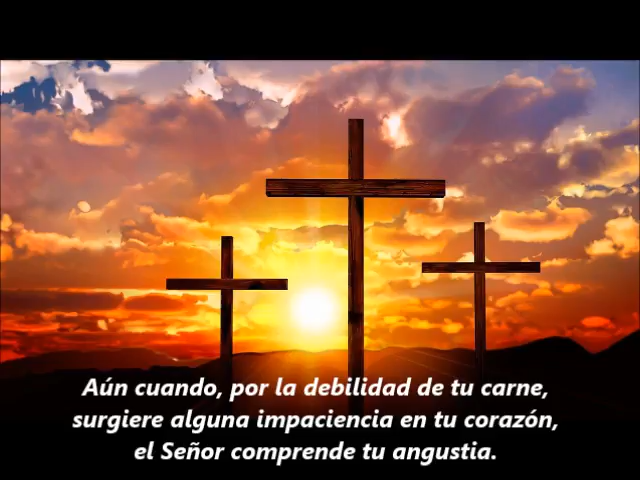 Aún cuando, por la debilidad de tu carne,
surgiere alguna impaciencia en tu corazón,
el Señor comprende tu angustia.